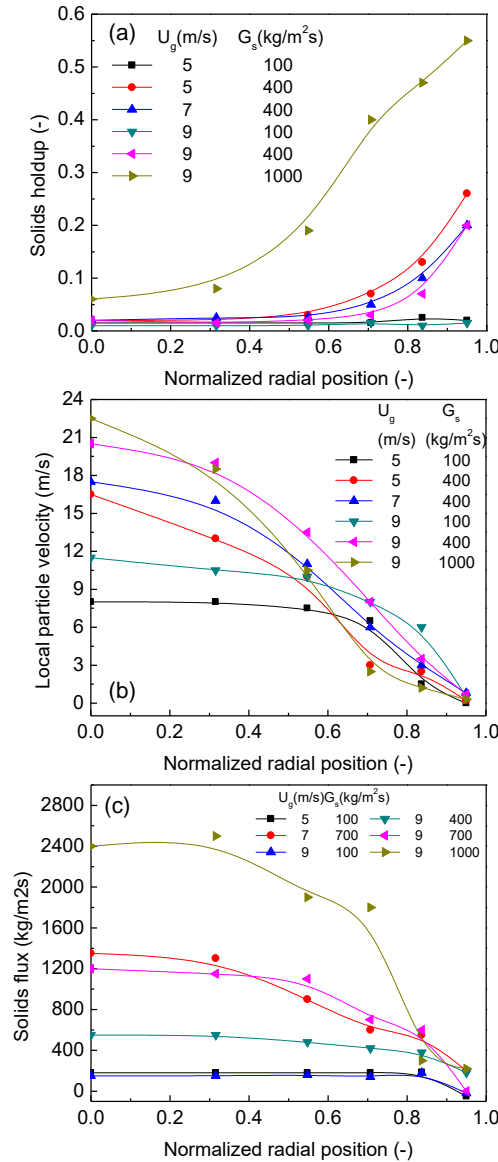 (a)
U_g(m/s) G_s(kg/m²s)
5 100
5 400
7 400
9 100
9 400
9 1000
0.6
0.5
0.4
0.3
0.2
0.1
0.0
Solids holdup (-)
0.0 0.2 0.4 0.6 0.8 1.0
Normalized radial position (-)
U_g G_s
(m/s) (kg/m²s)
5 100
5 400
7 400
9 100
9 400
9 1000
24
21
18
15
12
9
6
3
0
Local particle velocity (m/s)
(b)
0.0 0.2 0.4 0.6 0.8 1.0
Normalized radial position (-)
(c)
U_g(m/s)G_s(kg/m²s)
5 100 9 400
7 700 9 700
9 100 9 1000
2800
2400
2000
1600
1200
800
400
0
Solids flux (kg/m2s)
0.0 0.2 0.4 0.6 0.8 1.0
Normalized radial position (-)